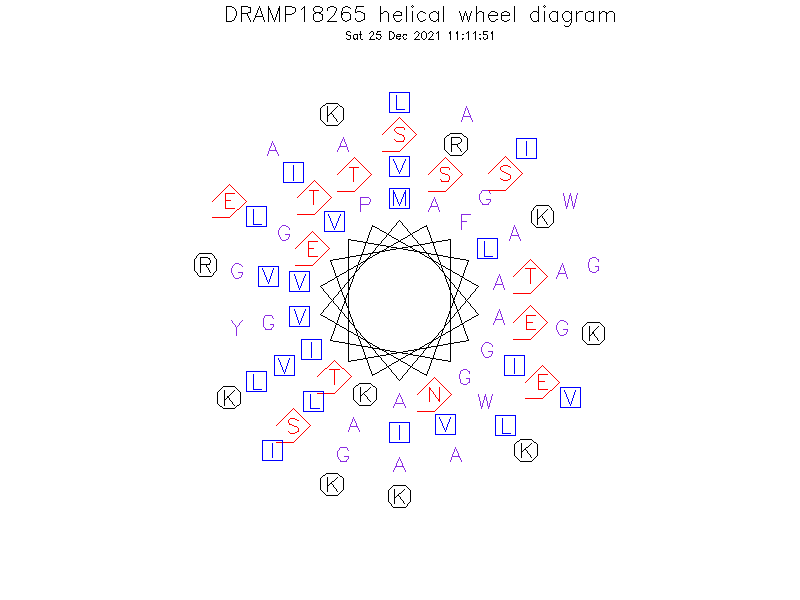 DRAMP18265 helical wheel diagram
Sat 25 Dec 2021 11:11:51
L
K A
S
A A R I
V
I T S S
E T M G W
P A
L K
V F
G A
E L
R G
G A
V T
V A
V A
G E
Y G
K
I G
V I
T G
L E
K K N V
L A W
S A V L
I
I G A K
A
K
K